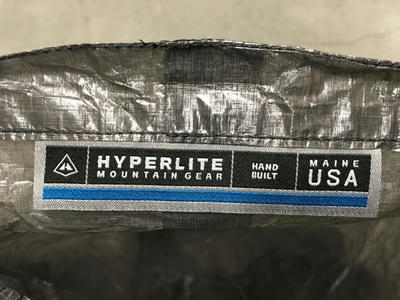 HYPERLITE
MOUNTAIN GEAR
HAND
BUILT
MAINE
USA